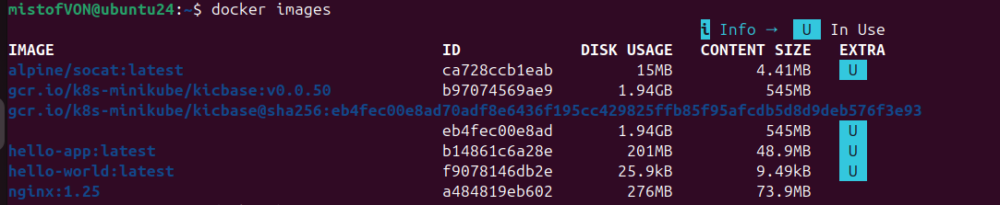 mistofVON@ubuntu24:~$ docker images
i Info → U In Use
IMAGE ID DISK USAGE CONTENT SIZE EXTRA
alpine/socat:latest ca728ccb1eab 15MB 4.41MB U
gcr.io/k8s-minikube/kicbase:v0.0.50 b97074569ae9 1.94GB 545MB
gcr.io/k8s-minikube/kicbase@sha256:eb4fec00e8ad70adf8e6436f195cc429825ffb85f95afcdb5d8d9deb576f3e93
eb4fec00e8ad 1.94GB 545MB U
hello-app:latest b14861c6a28e 201MB 48.9MB U
hello-world:latest f9078146db2e 25.9kB 9.49kB U
nginx:1.25 a484819eb602 276MB 73.9MB